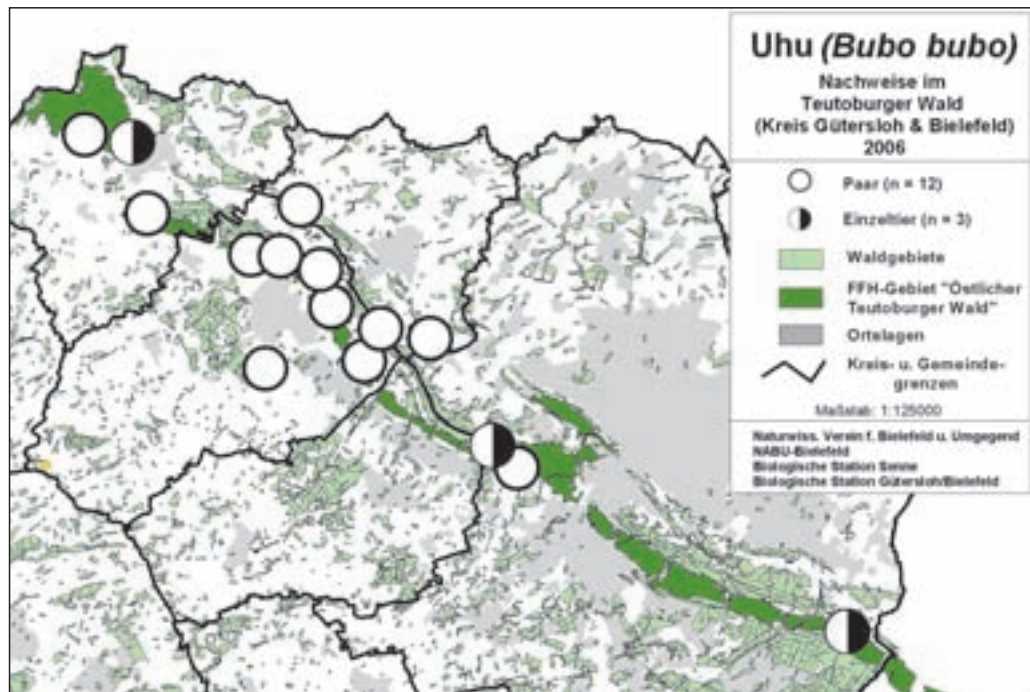 Uhu (Bubo bubo)
Nachweise im
Teutoburger Wald
(Kreis Gütersloh & Bielefeld)
2006
Paar (n = 12)
Einzeltier (n = 3)
Waldgebiete
FFH-Gebiet "Östlicher
Teutoburger Wald"
Ortslagen
Kreis- u. Gemeinde-
grenzen
Maßstab: 1:125000
Naturwiss. Verein f. Bielefeld u. Umgegend
NABU-Bielefeld
Biologische Station Senne
Biologische Station Gütersloh/Bielefeld